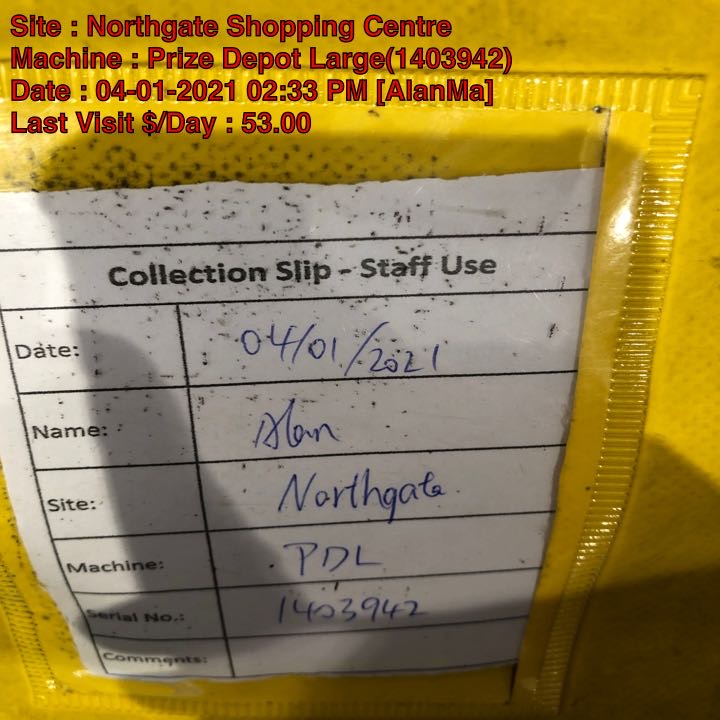 Site : Northgate Shopping Centre
Machine : Prize Depot Large(1403942)
Date : 04-01-2021 02:33 PM [AlanMa]
Last Visit $/Day : 53.00
Collection Slip - Staff Use
Date: 04/01/2021
Name: Alan
Site: Northgate
Machine: PDL
Serial No.: 1403942
Comments: